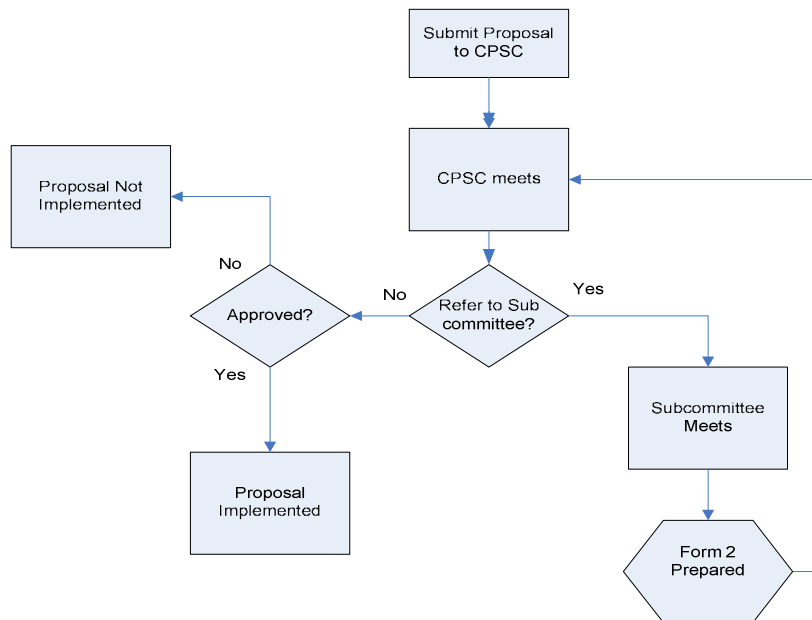 Submit Proposal
to CPSC
CPSC meets
Proposal Not
Implemented
No
Approved?
No
Refer to Sub
committee?
Yes
Yes
Subcommittee
Meets
Proposal
Implemented
Form 2
Prepared